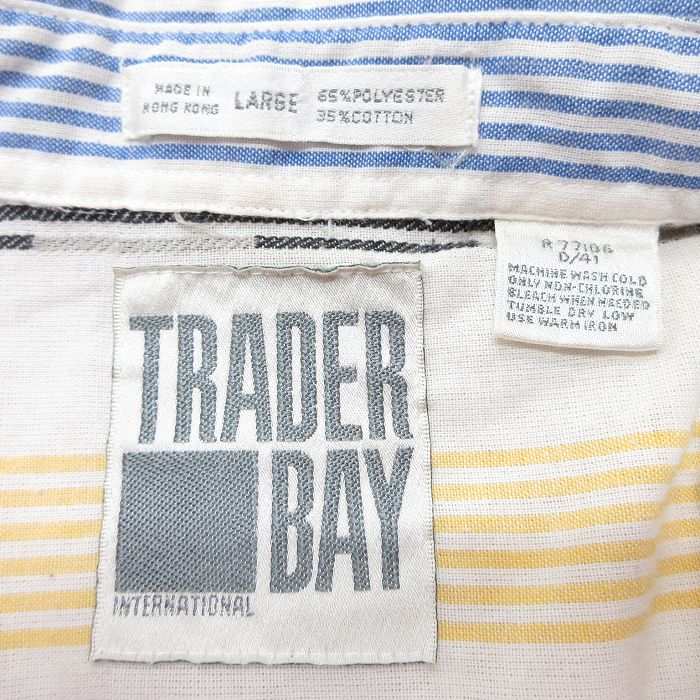 MADE IN
HONG KONG
LARGE
65% POLYESTER
35% COTTON
R 77106
D/41
MACHINE WASH COLD
ONLY NON-CHLORINE
BLEACH WHEN NEEDED
TUMBLE DRY LOW
USE WARM IRON
TRADER
BAY
INTERNATIONAL